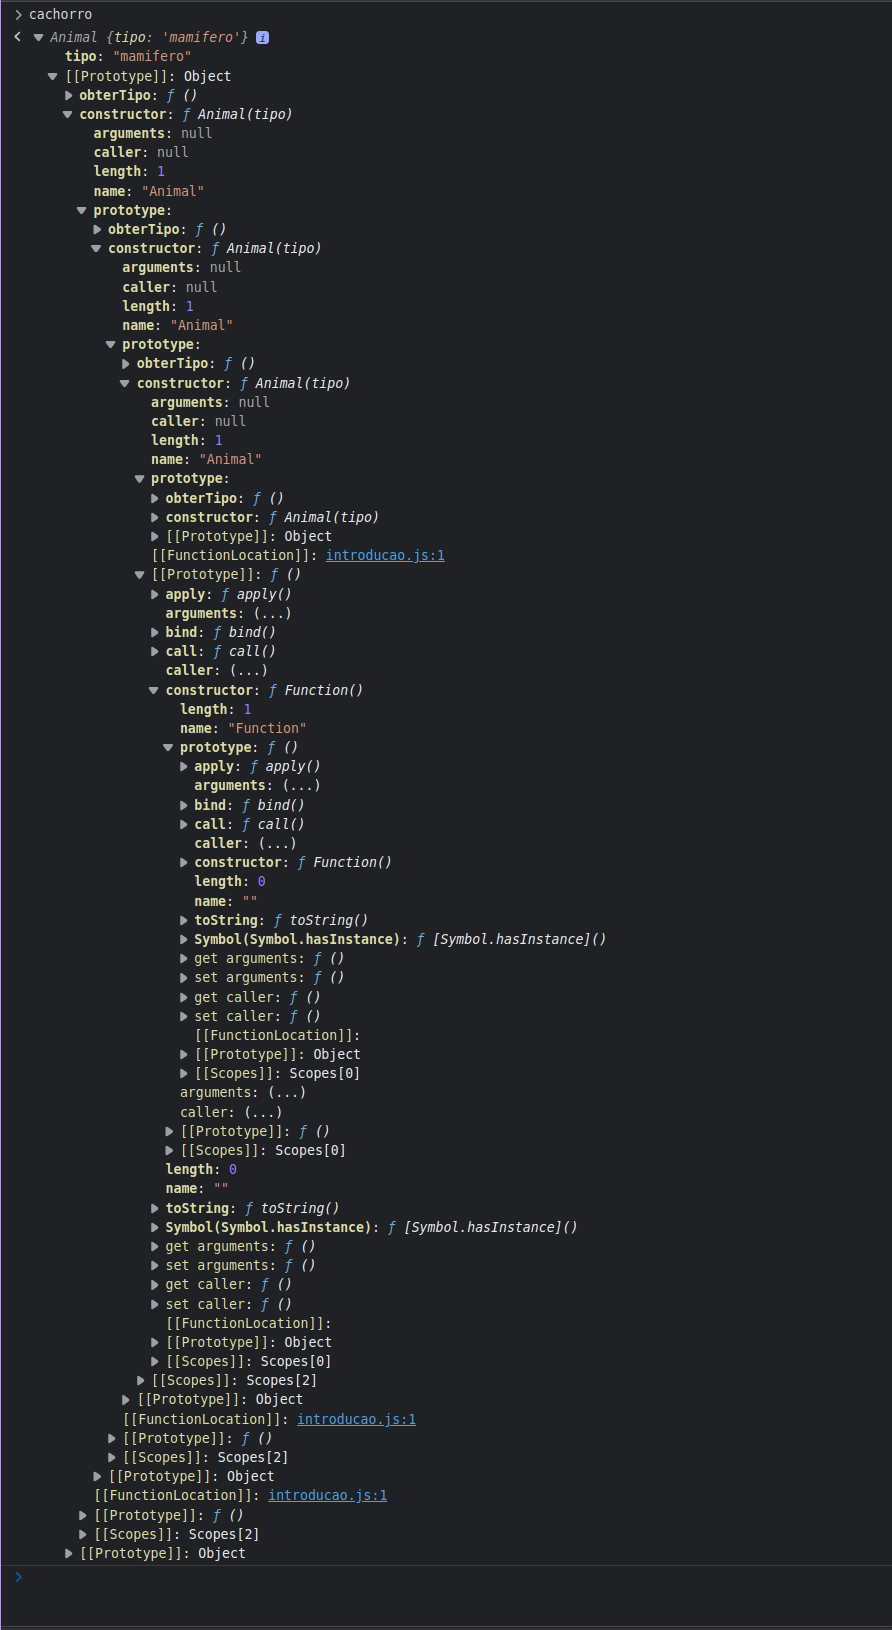 cachorro
Animal {tipo: 'mamifero'} i
tipo: "mamifero"
[[Prototype]]: Object
obterTipo: ƒ ()
constructor: ƒ Animal(tipo)
arguments: null
caller: null
length: 1
name: "Animal"
prototype:
obterTipo: ƒ ()
constructor: ƒ Animal(tipo)
arguments: null
caller: null
length: 1
name: "Animal"
prototype:
obterTipo: ƒ ()
constructor: ƒ Animal(tipo)
arguments: null
caller: null
length: 1
name: "Animal"
prototype:
obterTipo: ƒ ()
constructor: ƒ Animal(tipo)
[[Prototype]]: Object
[[FunctionLocation]]: introducao.js:1
[[Prototype]]: ƒ ()
apply: ƒ apply()
arguments: (...)
bind: ƒ bind()
call: ƒ call()
caller: (...)
constructor: ƒ Function()
length: 1
name: "Function"
prototype: ƒ ()
apply: ƒ apply()
arguments: (...)
bind: ƒ bind()
call: ƒ call()
caller: (...)
constructor: ƒ Function()
length: 0
name: ""
toString: ƒ toString()
Symbol(Symbol.hasInstance): ƒ [Symbol.hasInstance]()
get arguments: ƒ ()
set arguments: ƒ ()
get caller: ƒ ()
set caller: ƒ ()
[[FunctionLocation]]:
[[Prototype]]: Object
[[Scopes]]: Scopes[0]
arguments: (...)
caller: (...)
[[Prototype]]: ƒ ()
[[Scopes]]: Scopes[0]
length: 0
name: ""
toString: ƒ toString()
Symbol(Symbol.hasInstance): ƒ [Symbol.hasInstance]()
get arguments: ƒ ()
set arguments: ƒ ()
get caller: ƒ ()
set caller: ƒ ()
[[FunctionLocation]]:
[[Prototype]]: Object
[[Scopes]]: Scopes[0]
[[Scopes]]: Scopes[2]
[[Prototype]]: Object
[[FunctionLocation]]: introducao.js:1
[[Prototype]]: ƒ ()
[[Scopes]]: Scopes[2]
[[Prototype]]: Object
[[FunctionLocation]]: introducao.js:1
[[Prototype]]: ƒ ()
[[Scopes]]: Scopes[2]
[[Prototype]]: Object